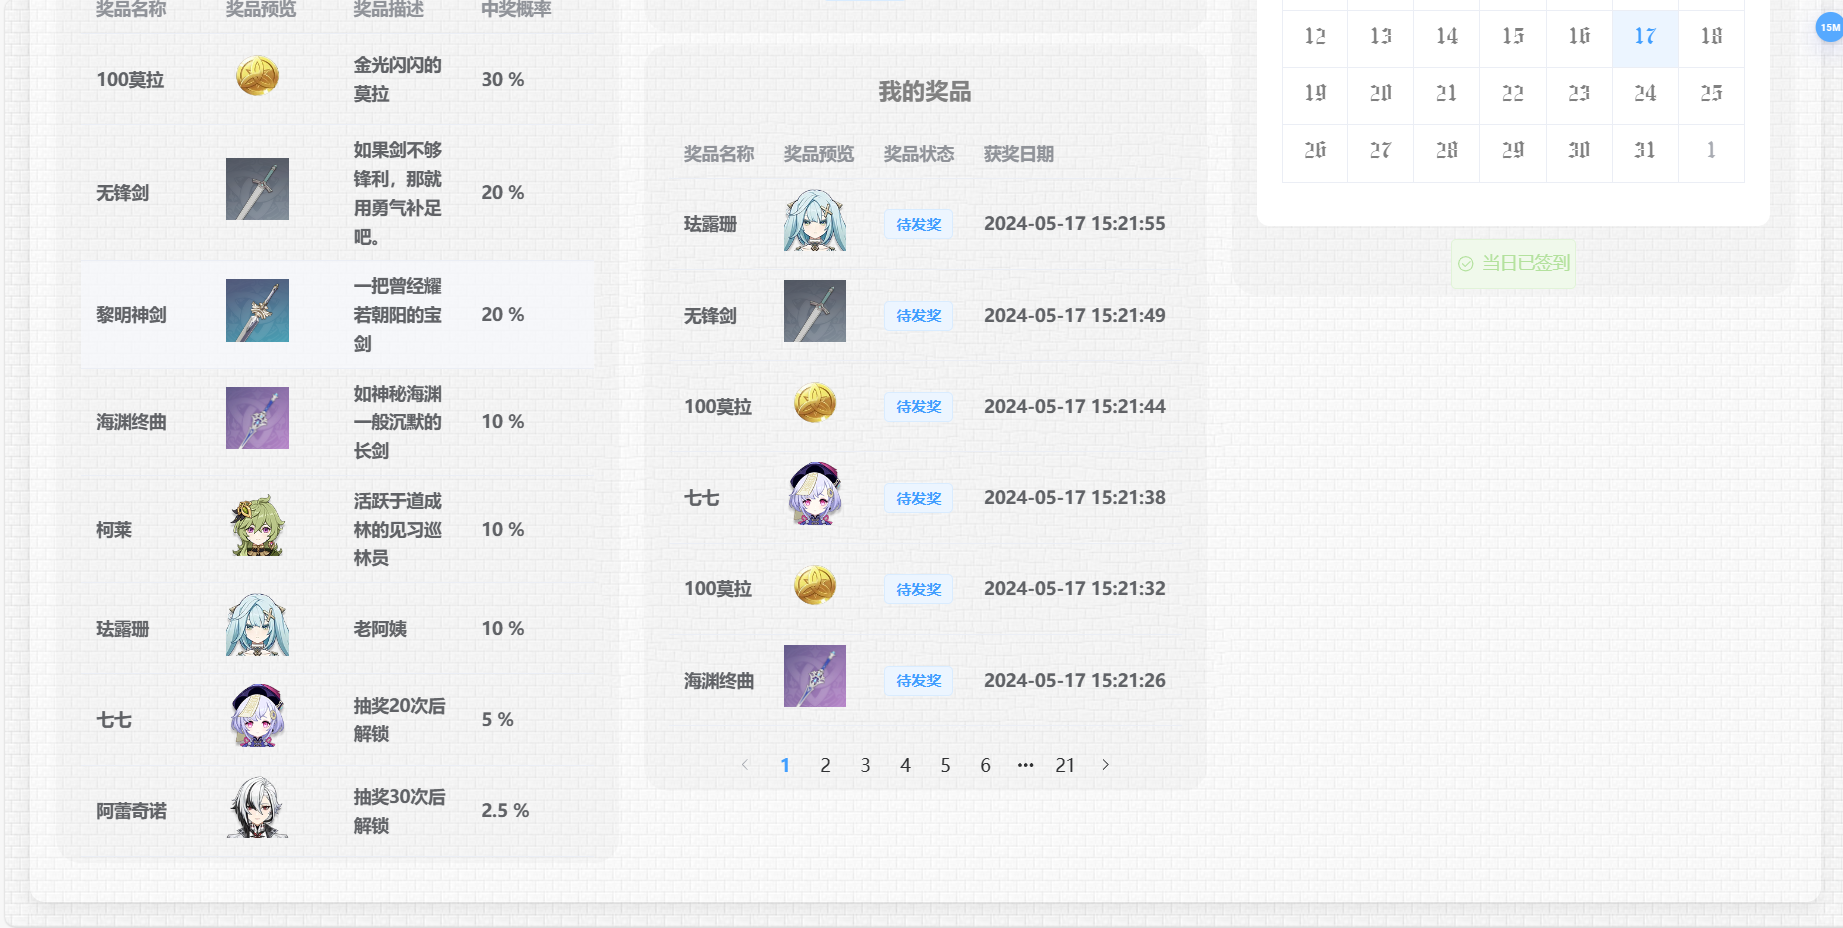 奖品名称 奖品预览 奖品描述 中奖概率
100莫拉 金光闪闪的 30 %
莫拉
无锋剑 如果剑不够 20 %
锋利，那就
用勇气补足
吧。
黎明神剑 一把曾经耀 20 %
若朝阳的宝
剑
海渊终曲 如神秘海渊 10 %
一般沉默的
长剑
柯莱 活跃于道成 10 %
林的见习巡
林员
珐露珊 老阿姨 10 %
七七 抽奖20次后 5 %
解锁
阿蕾奇诺 抽奖30次后 2.5 %
解锁
我的奖品
奖品名称 奖品预览 奖品状态 获奖日期
珐露珊 待发奖 2024-05-17 15:21:55
无锋剑 待发奖 2024-05-17 15:21:49
100莫拉 待发奖 2024-05-17 15:21:44
七七 待发奖 2024-05-17 15:21:38
100莫拉 待发奖 2024-05-17 15:21:32
海渊终曲 待发奖 2024-05-17 15:21:26
1 2 3 4 5 6 ••• 21
12 13 14 15 16 17 18
19 20 21 22 23 24 25
26 27 28 29 30 31 1
当日已签到
15M